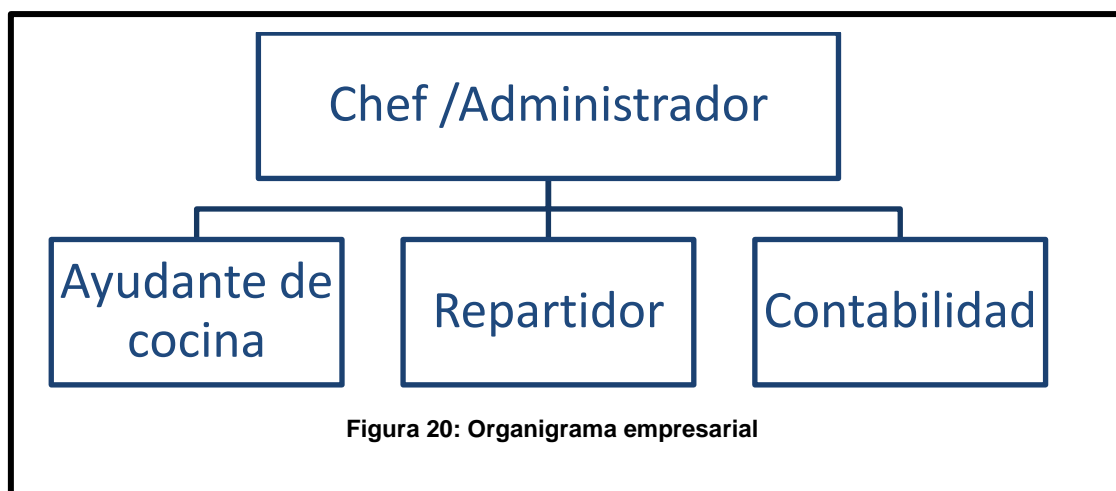 Chef /Administrador
Ayudante de
cocina
Repartidor
Contabilidad
Figura 20: Organigrama empresarial